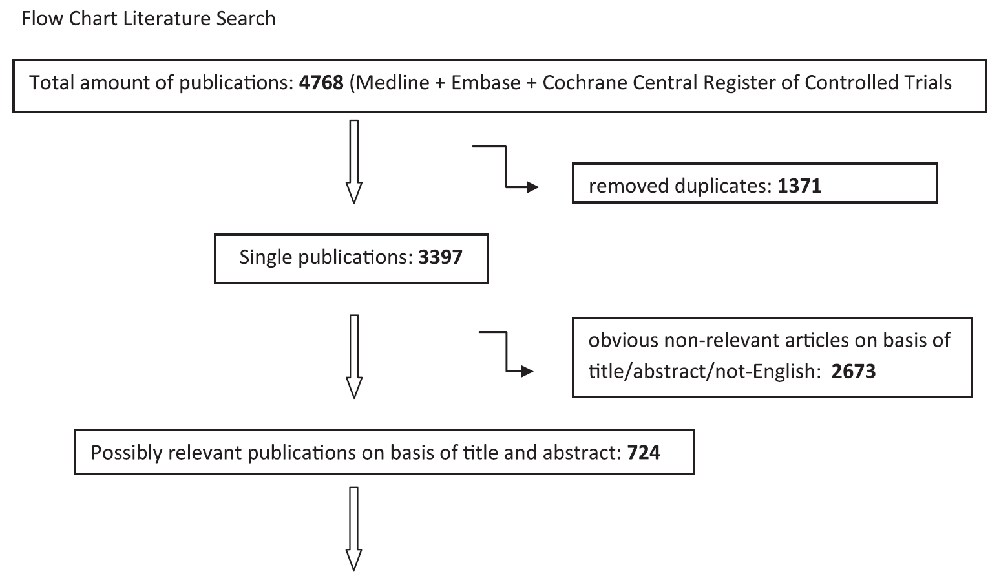 Flow Chart Literature Search
Total amount of publications: 4768 (Medline + Embase + Cochrane Central Register of Controlled Trials
removed duplicates: 1371
Single publications: 3397
obvious non-relevant articles on basis of
title/abstract/not-English: 2673
Possibly relevant publications on basis of title and abstract: 724